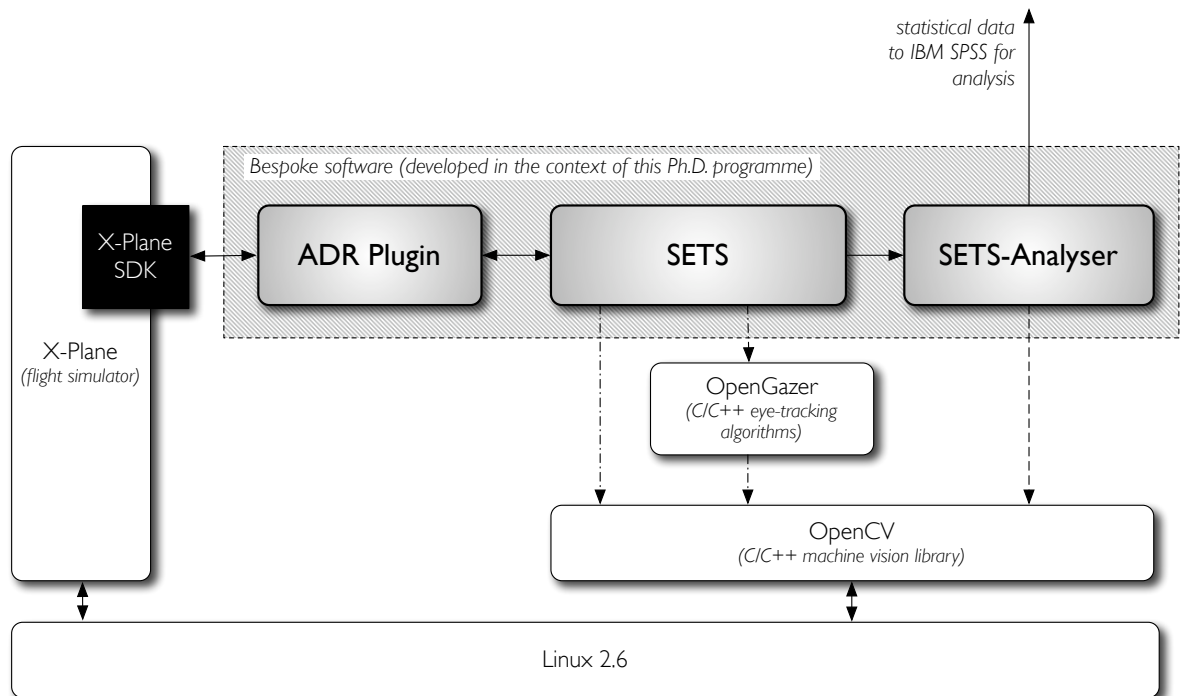 statistical data
to IBM SPSS for
analysis
Bespoke software (developed in the context of this Ph.D. programme)
X-Plane
SDK
ADR Plugin
SETS
SETS-Analyser
X-Plane
(flight simulator)
OpenGazer
(C/C++ eye-tracking
algorithms)
OpenCV
(C/C++ machine vision library)
Linux 2.6